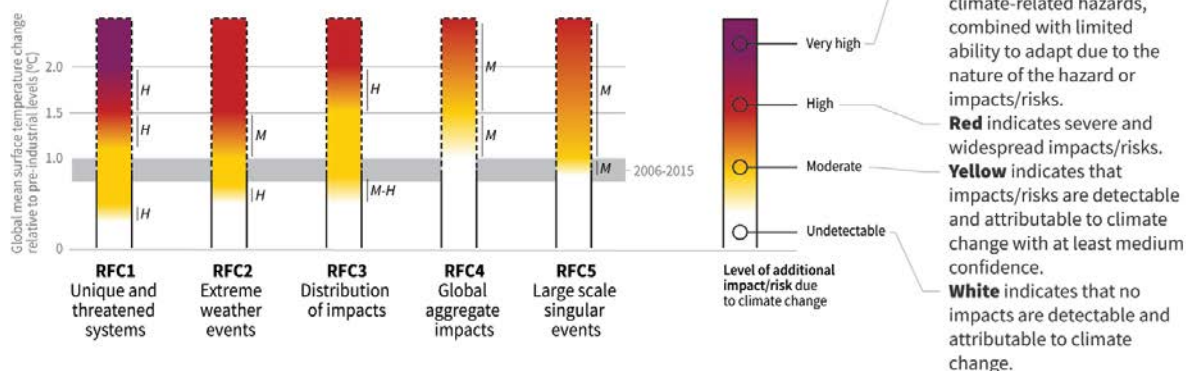 Global mean surface temperature change
relative to pre-industrial levels (°C)
2.0
1.5
1.0
0
H
H
H
M
H
H
M-H
M
M
M
M
2006-2015
RFC1
Unique and
threatened
systems
RFC2
Extreme
weather
events
RFC3
Distribution
of impacts
RFC4
Global
aggregate
impacts
RFC5
Large scale
singular
events
Very high
High
Moderate
Undetectable
Level of additional
impact/risk due
to climate change
climate-related hazards,
combined with limited
ability to adapt due to the
nature of the hazard or
impacts/risks.
Red indicates severe and
widespread impacts/risks.
Yellow indicates that
impacts/risks are detectable
and attributable to climate
change with at least medium
confidence.
White indicates that no
impacts are detectable and
attributable to climate
change.